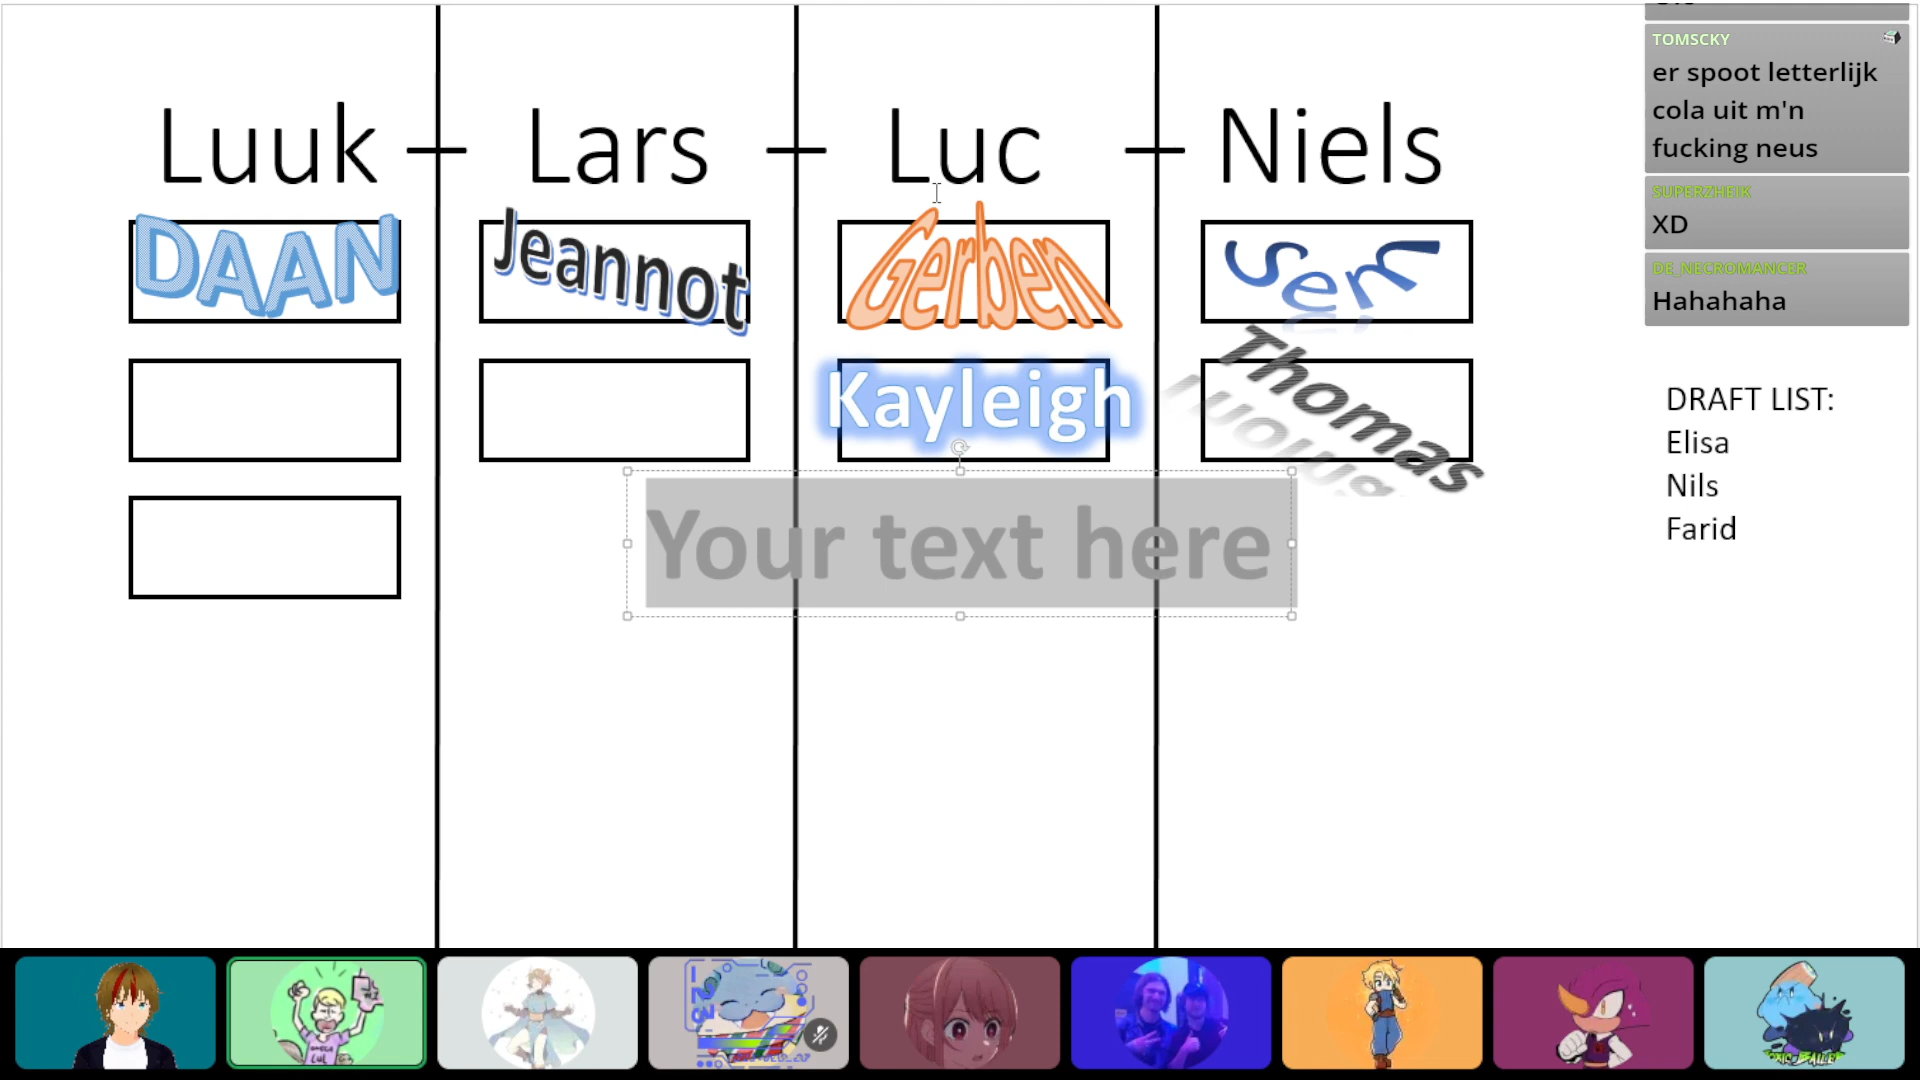 Luuk
Lars
Luc
Niels
DAAN
Jeannot
Gerben
Sem
Kayleigh
Thomas
Your text here
TOMSCKY
er spoot letterlijk
cola uit m'n
fucking neus
SUPERZHEIK
XD
DE_NECROMANCER
Hahahaha
DRAFT LIST:
Elisa
Nils
Farid